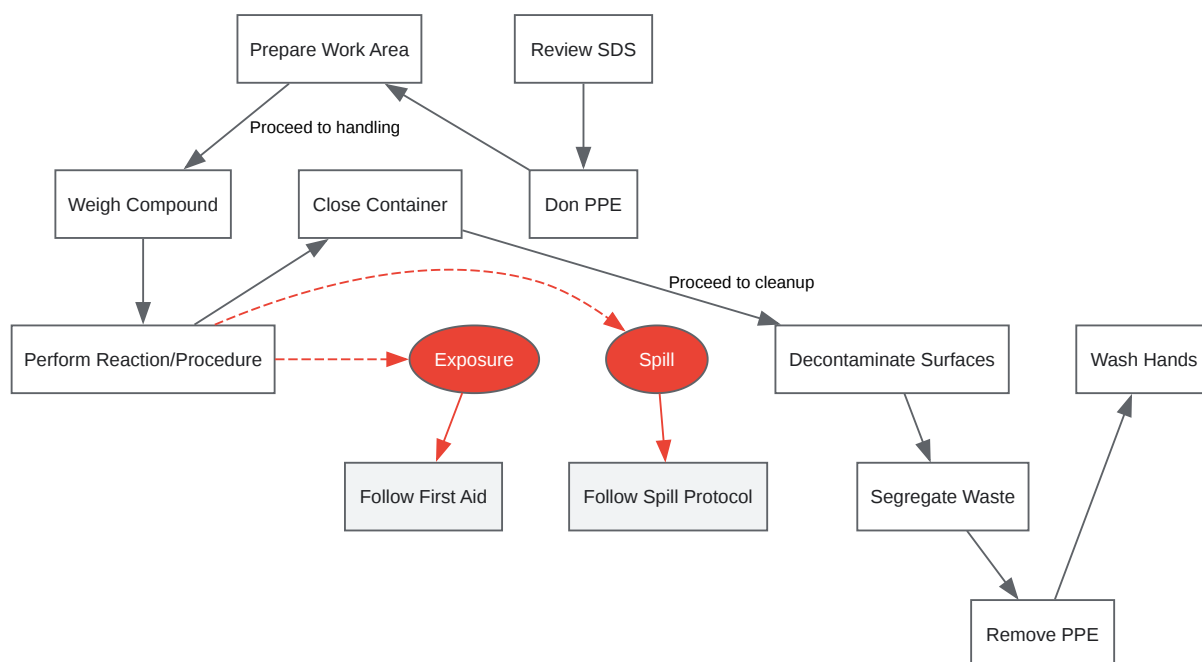 Prepare Work Area
Review SDS
Proceed to handling
Weigh Compound
Close Container
Don PPE
Proceed to cleanup
Perform Reaction/Procedure
Exposure
Spill
Decontaminate Surfaces
Wash Hands
Follow First Aid
Follow Spill Protocol
Segregate Waste
Remove PPE